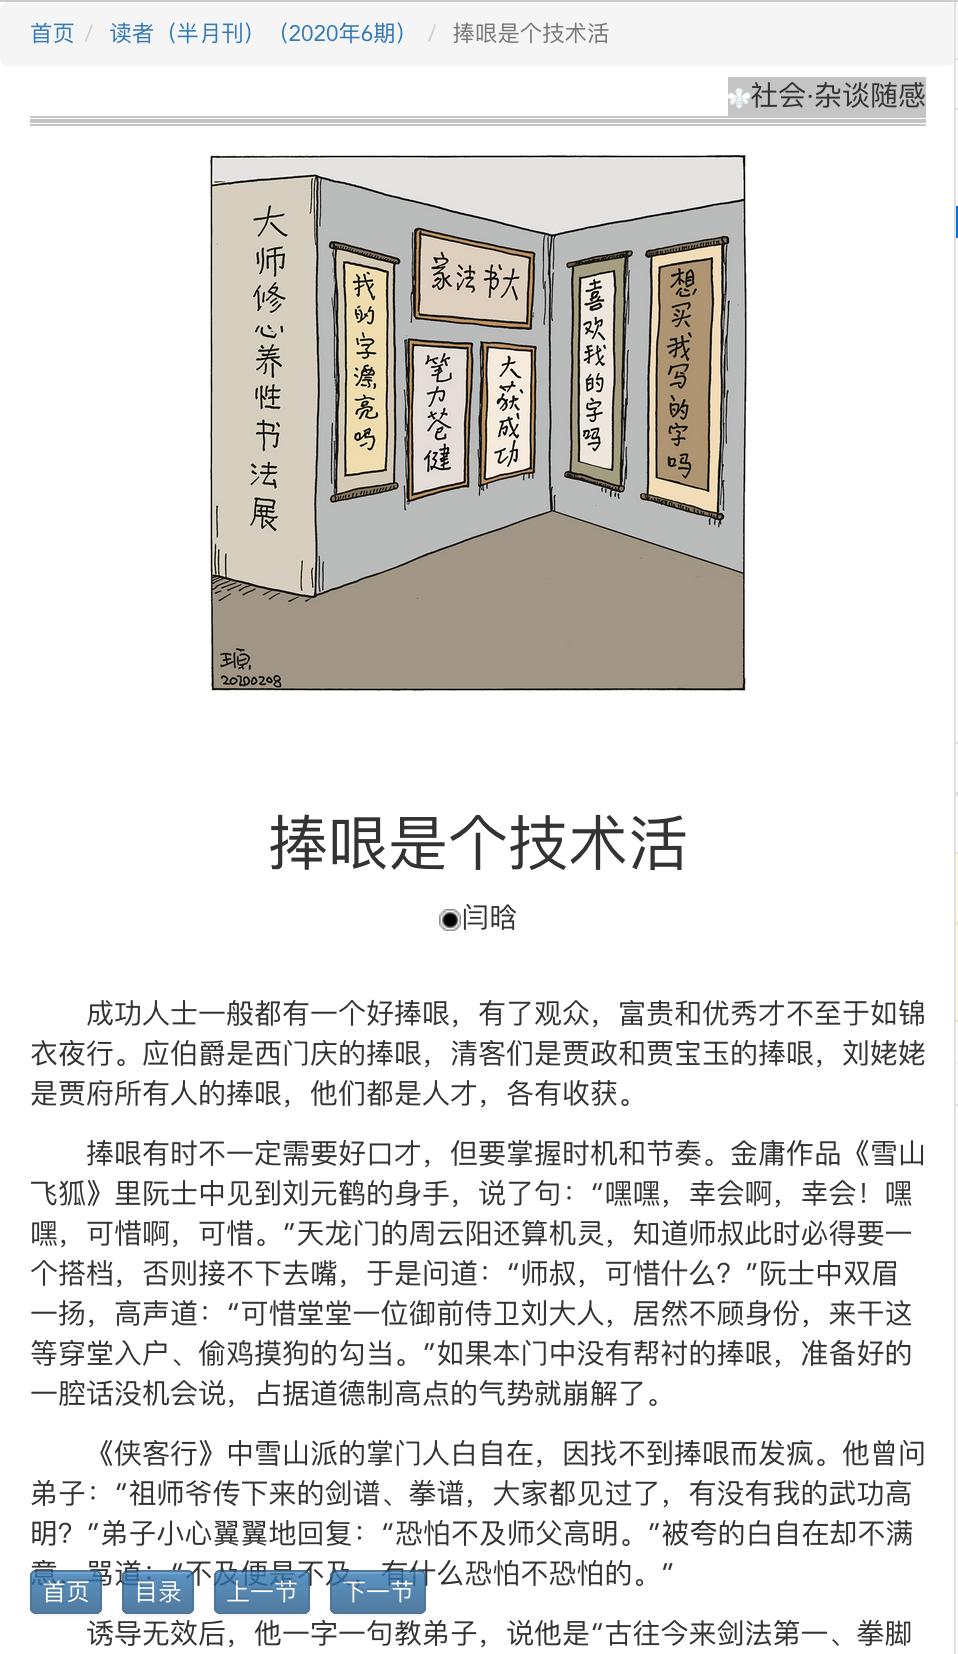 首页 / 读者（半月刊）（2020年6期） / 捧哏是个技术活
社会·杂谈随感
大师修心养性书法展
我的字漂亮吗
家法书大
笔力苍健
大获成功
喜欢我的字吗
想买我写的字吗
20200208
捧哏是个技术活
◉闫晗
成功人士一般都有一个好捧哏，有了观众，富贵和优秀才不至于如锦
衣夜行。应伯爵是西门庆的捧哏，清客们是贾政和贾宝玉的捧哏，刘姥姥
是贾府所有人的捧哏，他们都是人才，各有收获。
捧哏有时不一定需要好口才，但要掌握时机和节奏。金庸作品《雪山
飞狐》里阮士中见到刘元鹤的身手，说了句：“嘿嘿，幸会啊，幸会！嘿
嘿，可惜啊，可惜。”天龙门的周云阳还算机灵，知道师叔此时必得要一
个搭档，否则接不下去嘴，于是问道：“师叔，可惜什么？”阮士中双眉
一扬，高声道：“可惜堂堂一位御前侍卫刘大人，居然不顾身份，来干这
等穿堂入户、偷鸡摸狗的勾当。”如果本门中没有帮衬的捧哏，准备好的
一腔话没机会说，占据道德制高点的气势就崩解了。
《侠客行》中雪山派的掌门人白自在，因找不到捧哏而发疯。他曾问
弟子：“祖师爷传下来的剑谱、拳谱，大家都见过了，有没有我的武功高
明？”弟子小心翼翼地回复：“恐怕不及师父高明。”被夸的白自在却不满
意，骂道：“不及便是不及，有什么恐怕不恐怕的。”
首页 目录 上一节 下一节
诱导无效后，他一字一句教弟子，说他是“古往今来剑法第一、拳脚